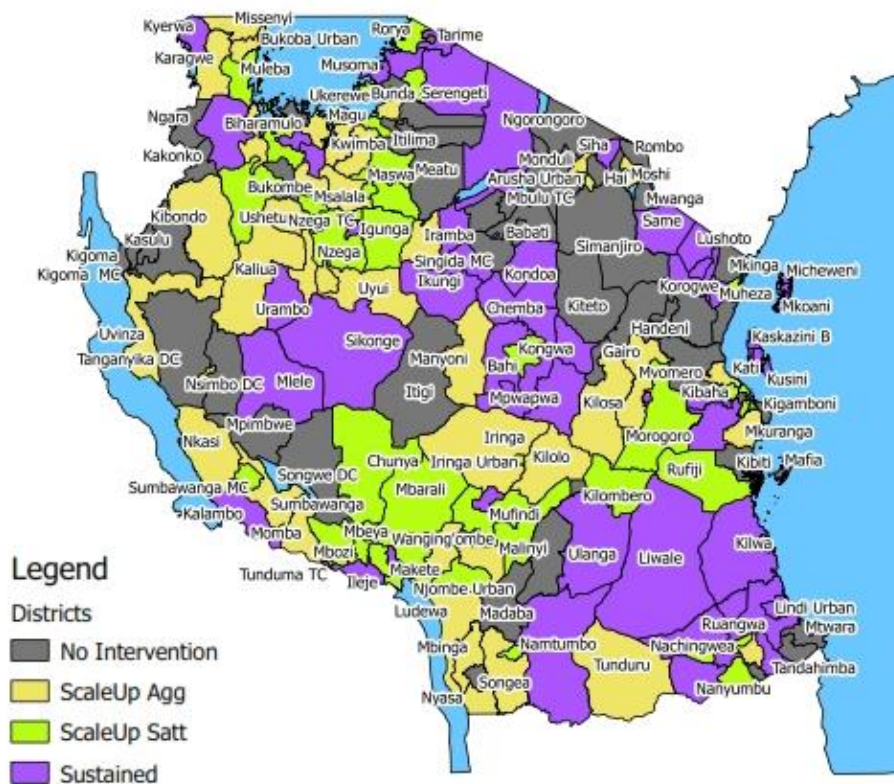 Missenyi
Kyerwa
Bukoba Urban
Rorya
Tarime
Karagwe
Muleba
Musoma
Ukerewe
Bunda
Serengeti
Ngara
Biharamulo
Magu
Ngorongoro
Kwimba
Itilima
Siha
Rombo
Kakonko
Maswa
Meatu
Monduli
Hai
Moshi
Bukombe
Msalala
Arusha Urban
Mbulu TC
Mwanga
Kibondo
Ushetu
Nzega TC
Igunga
Iramba
Babati
Same
Kasulu
Simanjiro
Lushoto
Kigoma
Nzega
Singida MC
Kigoma MC
Kaliua
Kondoa
Mkinga
Micheweni
Uyui
Ikungi
Korogwe
Muheza
Urambo
Chemba
Kiteto
Mkoani
Uvinza
Sikonge
Handeni
Kaskazini B
Tanganyika DC
Manyoni
Kongwa
Gairo
Kati
Bahi
Mvomero
Nsimbo DC
Mlele
Kibaha
Kusini
Itigi
Mpwapwa
Kilosa
Kigamboni
Mpimbwe
Mkuranga
Nkasi
Iringa
Morogoro
Songwe DC
Chunya
Iringa Urban
Kilolo
Kibiti
Mafia
Rufiji
Sumbawanga MC
Mbarali
Sumbawanga
Kilombero
Kalambo
Mufindi
Momba
Mbeya
Wanging'ombe
Mbozi
Malinyi
Ulanga
Liwale
Kilwa
Tunduma TC
Makete
Ileje
Njombe Urban
Ludewa
Madaba
Lindi Urban
Ruangwa
Mtwara
Mbinga
Namtumbo
Nachingwea
Tunduru
Tandahimba
Songea
Nanyumbu
Nyasa
Legend
Districts
No Intervention
ScaleUp Agg
ScaleUp Satt
Sustained